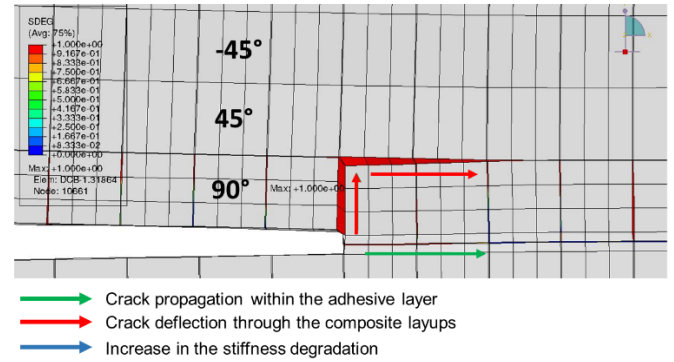 SDEG
(Avg: 75%)
+1.000e+00
+9.167e-01
+8.333e-01
+7.500e-01
+6.667e-01
+5.833e-01
+5.000e-01
+4.167e-01
+3.333e-01
+2.500e-01
+1.667e-01
+8.333e-02
+0.000e+00
Max: +1.000e+00
Elem: DCB-1.31864
Node: 10661
-45°
45°
90°
Max: +1.000e+00
Crack propagation within the adhesive layer
Crack deflection through the composite layups
Increase in the stiffness degradation